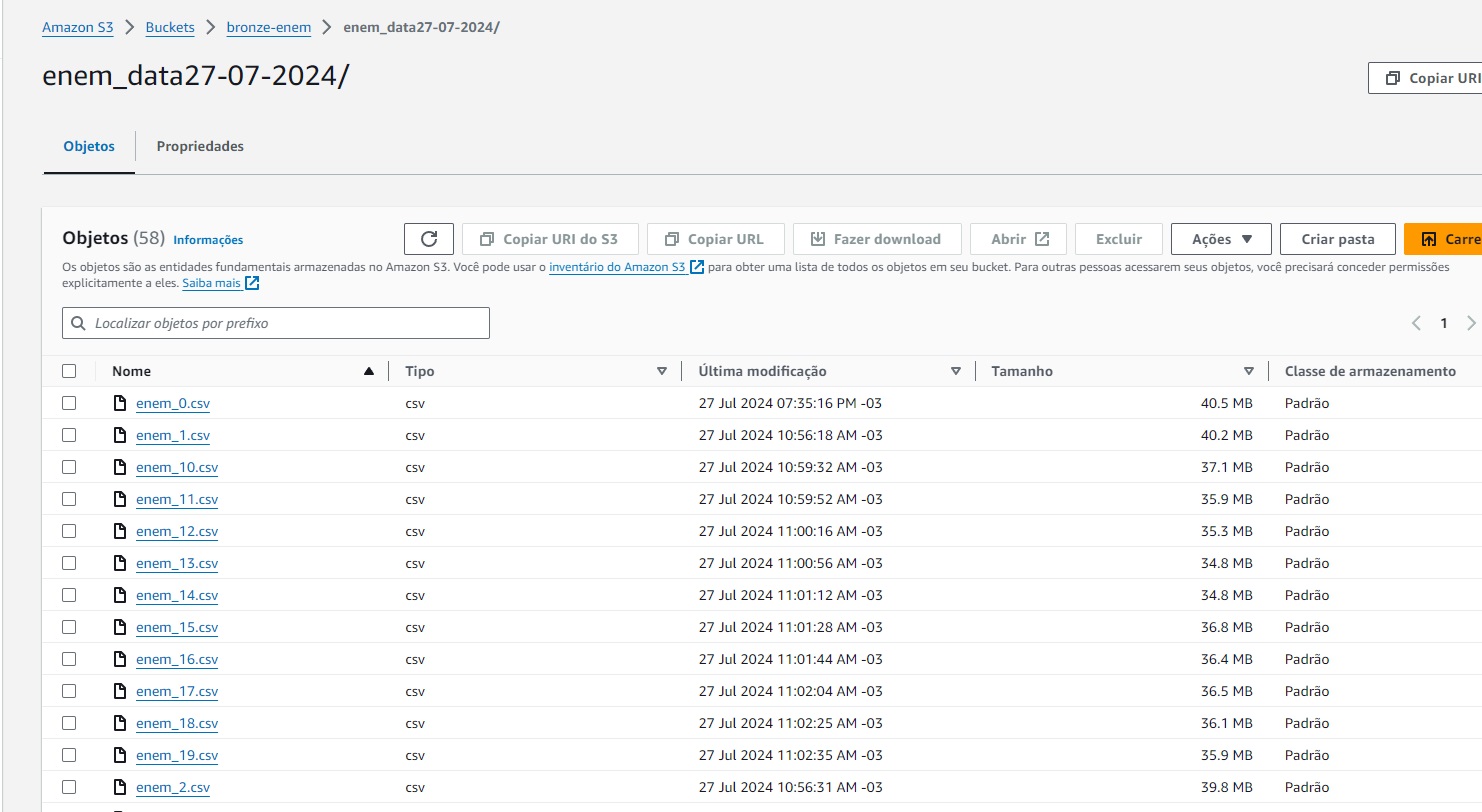 Amazon S3 > Buckets > bronze-enem > enem_data27-07-2024/
enem_data27-07-2024/
Copiar URI
Objetos Propriedades
Objetos (58) Informações Copiar URI do S3 Copiar URL Fazer download Abrir Excluir Ações Criar pasta Carre
Os objetos são as entidades fundamentais armazenadas no Amazon S3. Você pode usar o inventário do Amazon S3 para obter uma lista de todos os objetos em seu bucket. Para outras pessoas acessarem seus objetos, você precisará conceder permissões
explicitamente a eles. Saiba mais
Localizar objetos por prefixo < 1 >
Nome Tipo Última modificação Tamanho Classe de armazenamento
enem_0.csv csv 27 Jul 2024 07:35:16 PM -03 40.5 MB Padrão
enem_1.csv csv 27 Jul 2024 10:56:18 AM -03 40.2 MB Padrão
enem_10.csv csv 27 Jul 2024 10:59:32 AM -03 37.1 MB Padrão
enem_11.csv csv 27 Jul 2024 10:59:52 AM -03 35.9 MB Padrão
enem_12.csv csv 27 Jul 2024 11:00:16 AM -03 35.3 MB Padrão
enem_13.csv csv 27 Jul 2024 11:00:56 AM -03 34.8 MB Padrão
enem_14.csv csv 27 Jul 2024 11:01:12 AM -03 34.8 MB Padrão
enem_15.csv csv 27 Jul 2024 11:01:28 AM -03 36.8 MB Padrão
enem_16.csv csv 27 Jul 2024 11:01:44 AM -03 36.4 MB Padrão
enem_17.csv csv 27 Jul 2024 11:02:04 AM -03 36.5 MB Padrão
enem_18.csv csv 27 Jul 2024 11:02:25 AM -03 36.1 MB Padrão
enem_19.csv csv 27 Jul 2024 11:02:35 AM -03 35.9 MB Padrão
enem_2.csv csv 27 Jul 2024 10:56:31 AM -03 39.8 MB Padrão